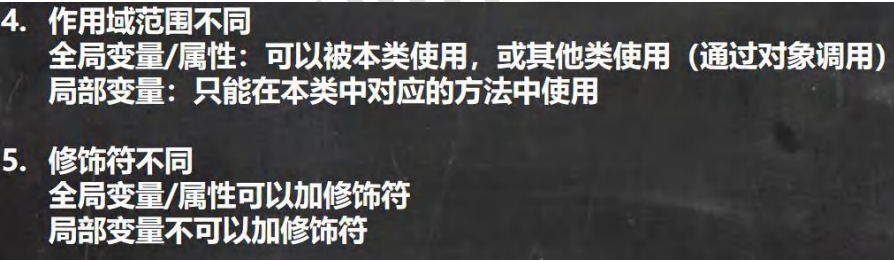 4. 作用域范围不同
全局变量/属性：可以被本类使用，或其他类使用（通过对象调用）
局部变量：只能在本类中对应的方法中使用
5. 修饰符不同
全局变量/属性可以加修饰符
局部变量不可以加修饰符